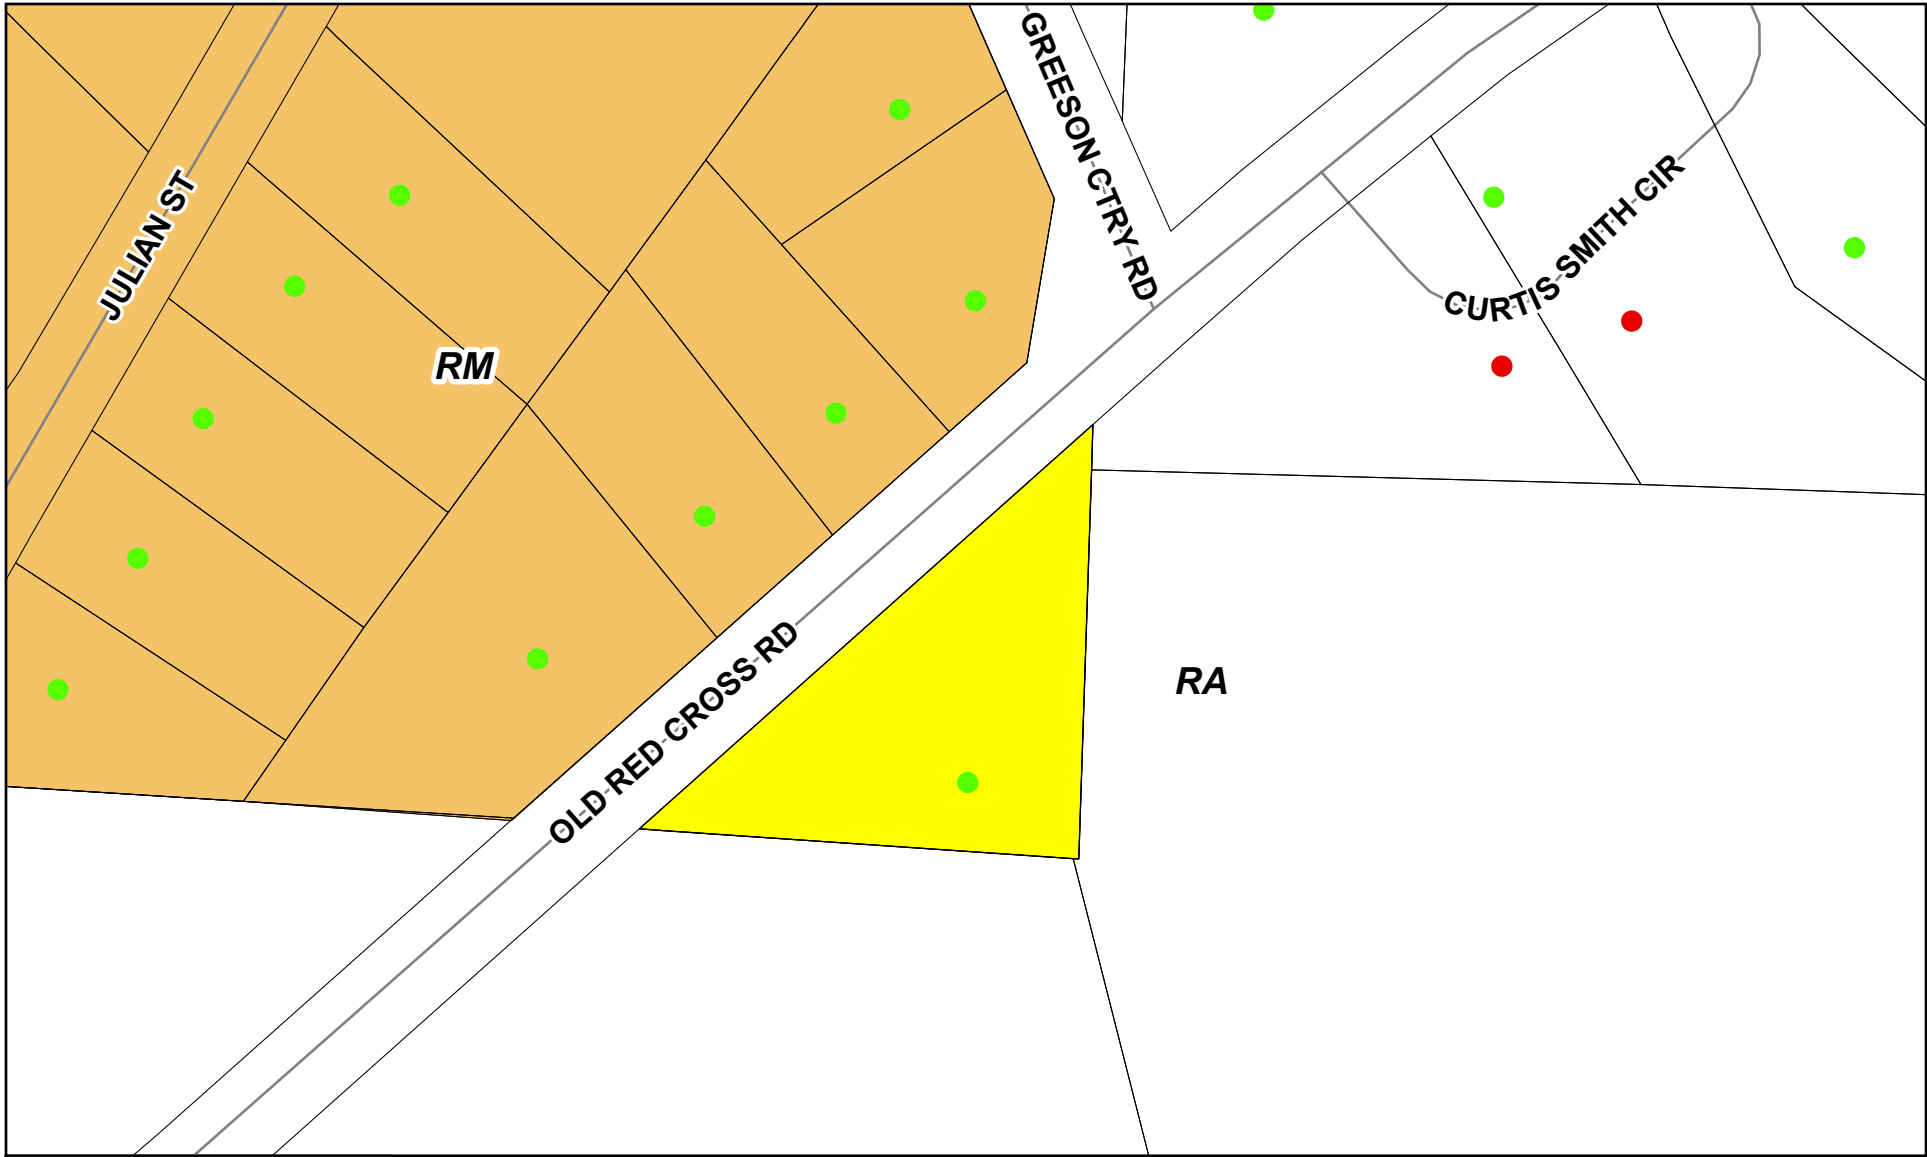 GREESON CTRY RD
JULIAN ST
CURTIS SMITH CIR
RM
OLD RED CROSS RD
RA